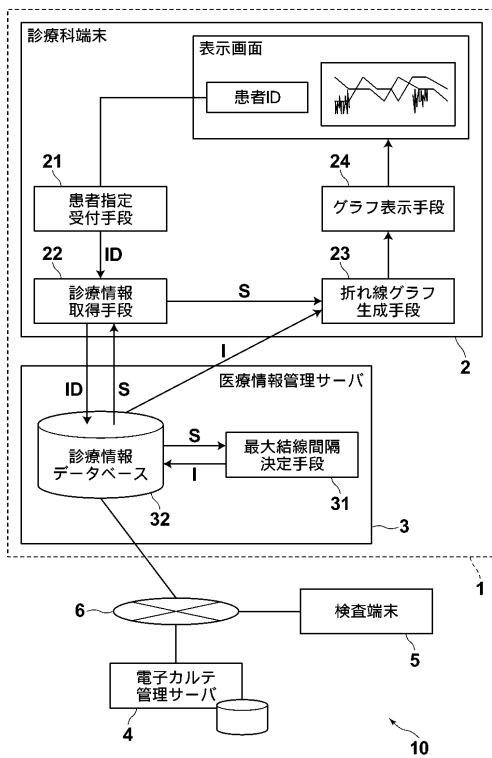 診療科端末
表示画面
患者ID
21
患者指定
受付手段
24
グラフ表示手段
ID
22
診療情報
取得手段
S
23
折れ線グラフ
生成手段
I
2
ID
S
医療情報管理サーバ
診療情報
データベース
32
S
I
最大結線間隔
決定手段
31
3
1
6
検査端末
5
電子カルテ
管理サーバ
4
10